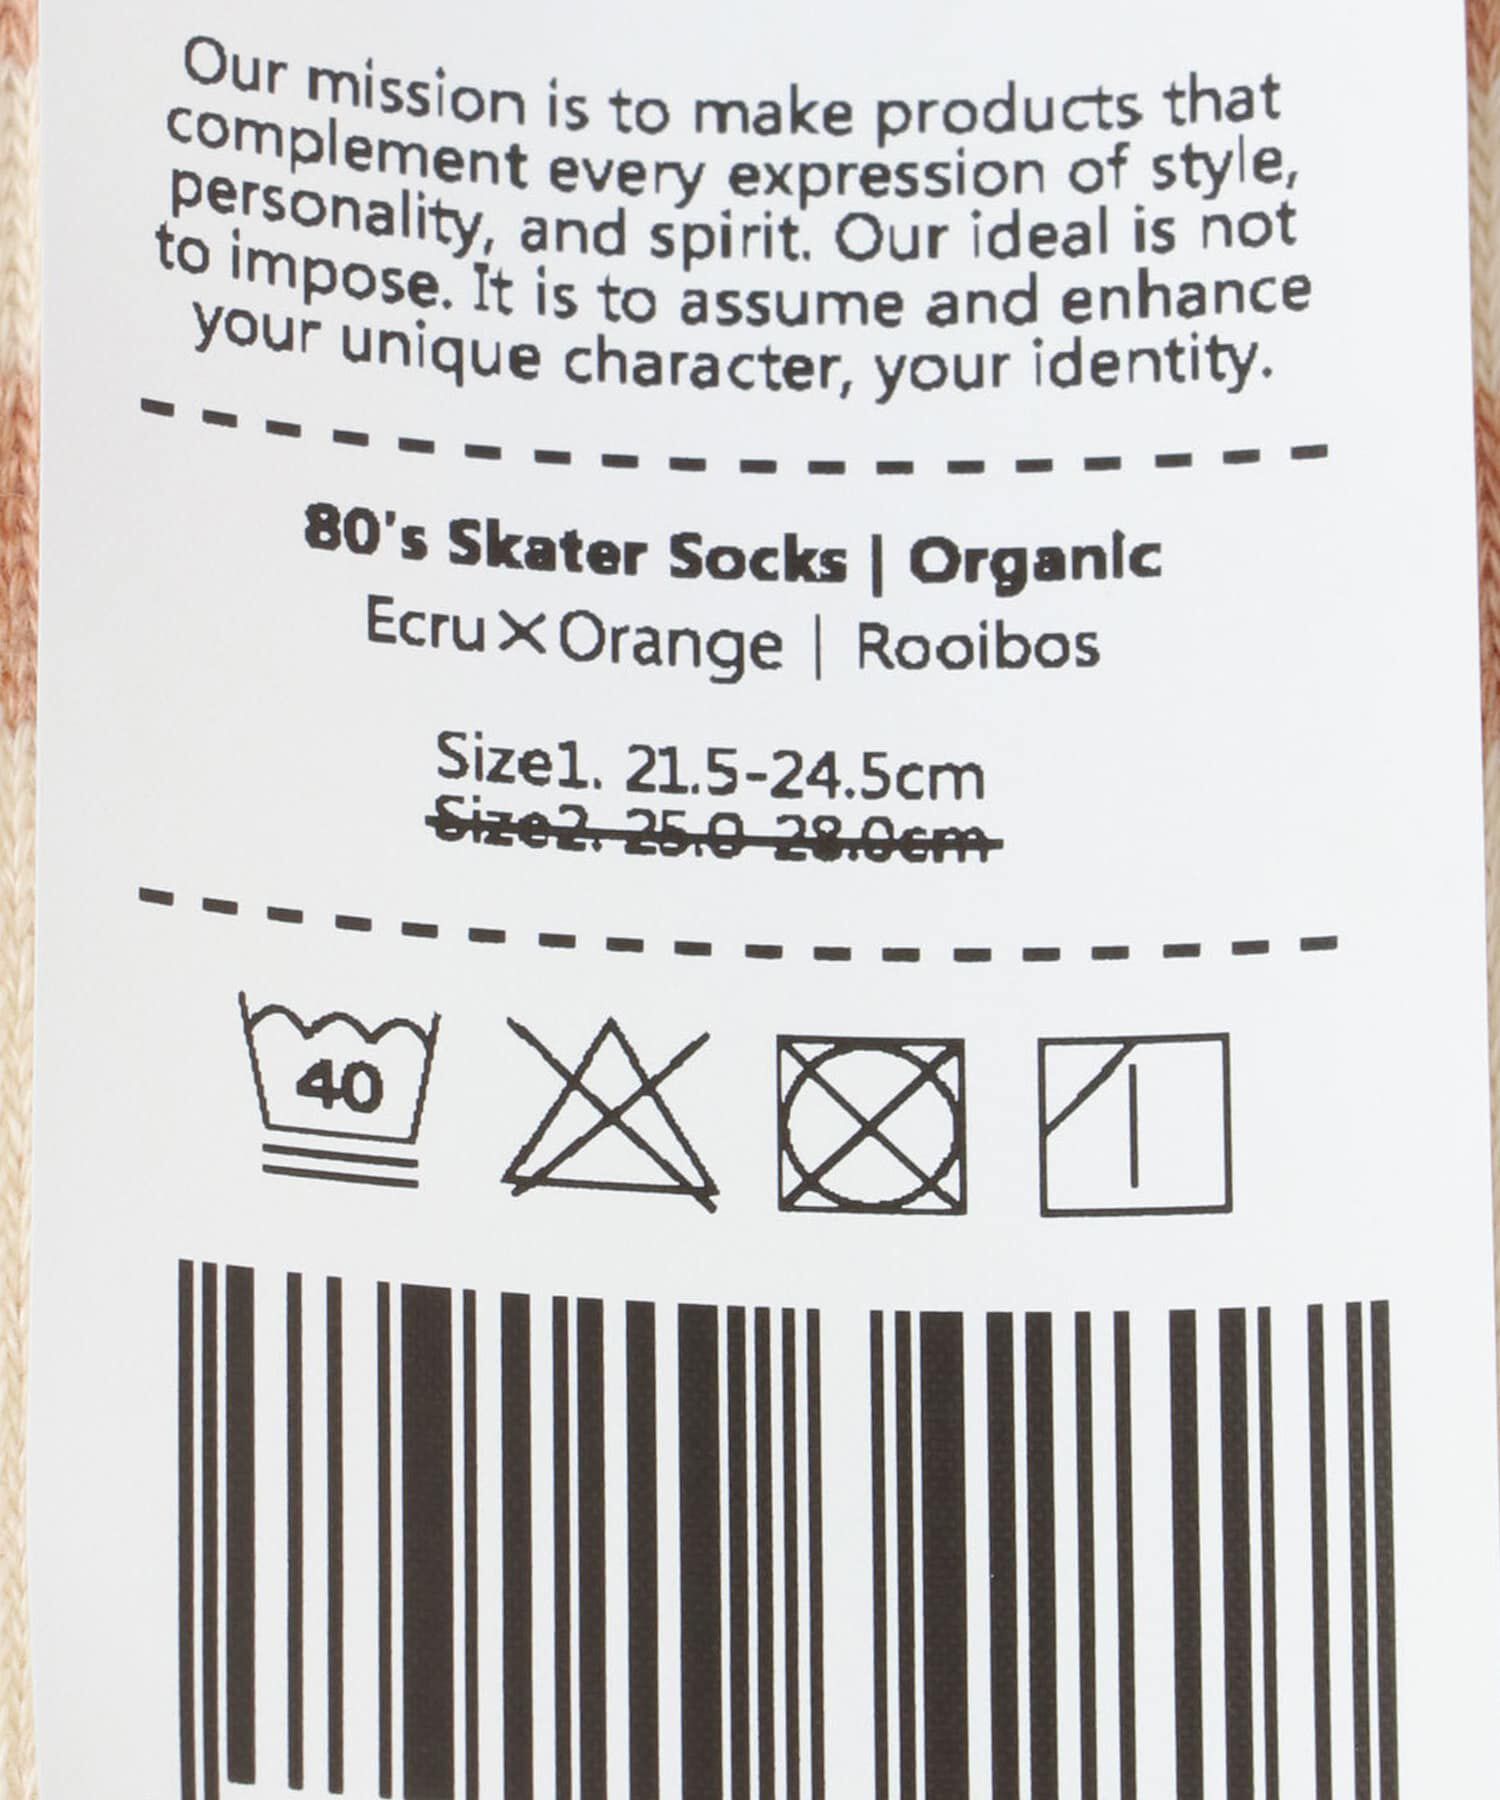 Our mission is to make products that
complement every expression of style,
personality, and spirit. Our ideal is not
to impose. It is to assume and enhance
your unique character, your identity.
80's Skater Socks | Organic
Ecru×Orange | Rooibos
Size1. 21.5-24.5cm
Size2. 25.0-28.0cm
40